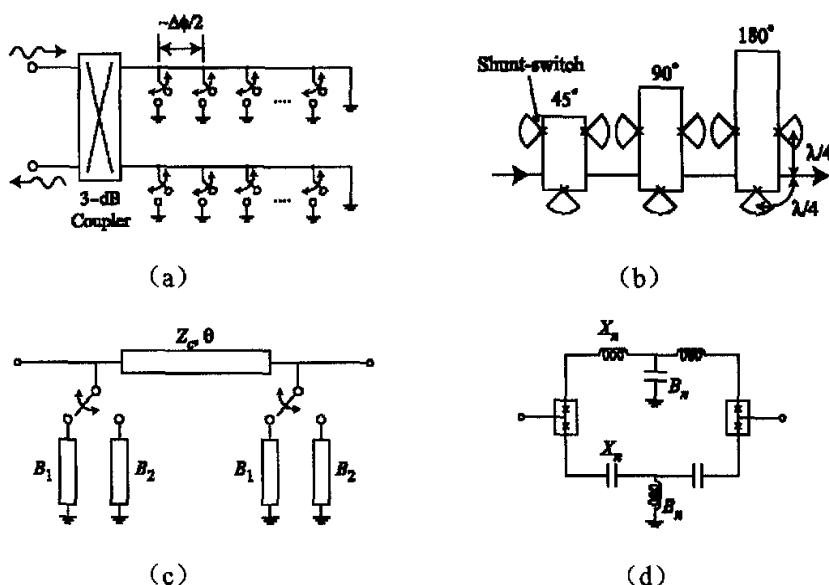 ~Δϕ/2
3-dB
Coupler
(a)
180°
90°
45°
Shunt-switch
λ/4
λ/4
(b)
Z_c, θ
B_1
B_2
B_1
B_2
(c)
X_n
B_n
X_n
B_n
(d)